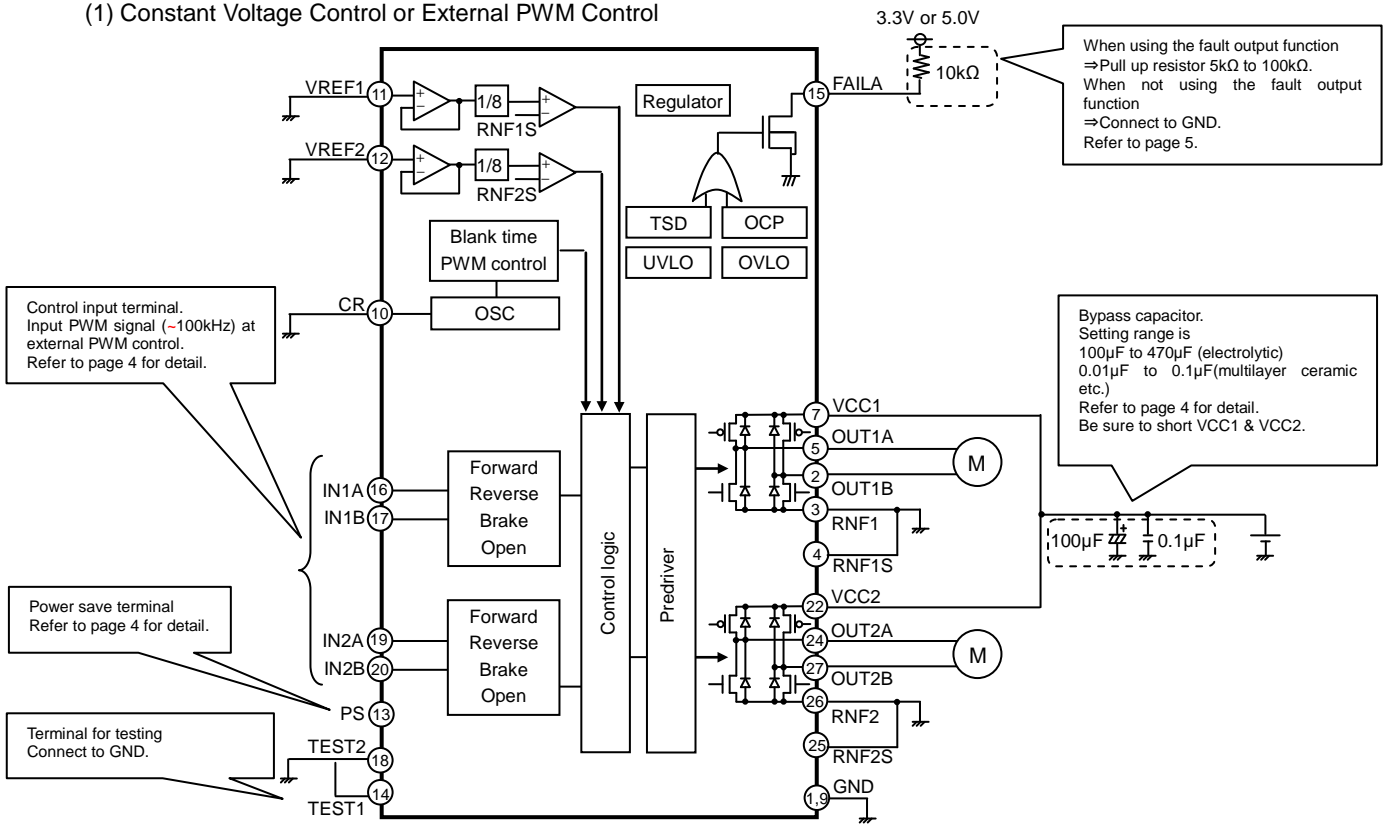 (1) Constant Voltage Control or External PWM Control
3.3V or 5.0V
10kΩ
When using the fault output function
⇒Pull up resistor 5kΩ to 100kΩ.
When not using the fault output
function
⇒Connect to GND.
Refer to page 5.
VREF1
11
+
−
1/8
RNF1S
+
−
Regulator
15
FAILA
VREF2
12
+
−
1/8
RNF2S
+
−
TSD
OCP
UVLO
OVLO
Blank time
PWM control
CR
10
OSC
Control input terminal.
Input PWM signal (~100kHz) at
external PWM control.
Refer to page 4 for detail.
Bypass capacitor.
Setting range is
100µF to 470µF (electrolytic)
0.01µF to 0.1µF(multilayer ceramic
etc.)
Refer to page 4 for detail.
Be sure to short VCC1 & VCC2.
7
VCC1
5
OUT1A
M
2
OUT1B
3
RNF1
4
RNF1S
IN1A
16
IN1B
17
Forward
Reverse
Brake
Open
Control logic
Predriver
100µF
+
0.1µF
Power save terminal
Refer to page 4 for detail.
22
VCC2
24
OUT2A
M
27
OUT2B
26
RNF2
25
RNF2S
IN2A
19
IN2B
20
Forward
Reverse
Brake
Open
PS
13
Terminal for testing
Connect to GND.
TEST2
18
14
TEST1
1,9
GND